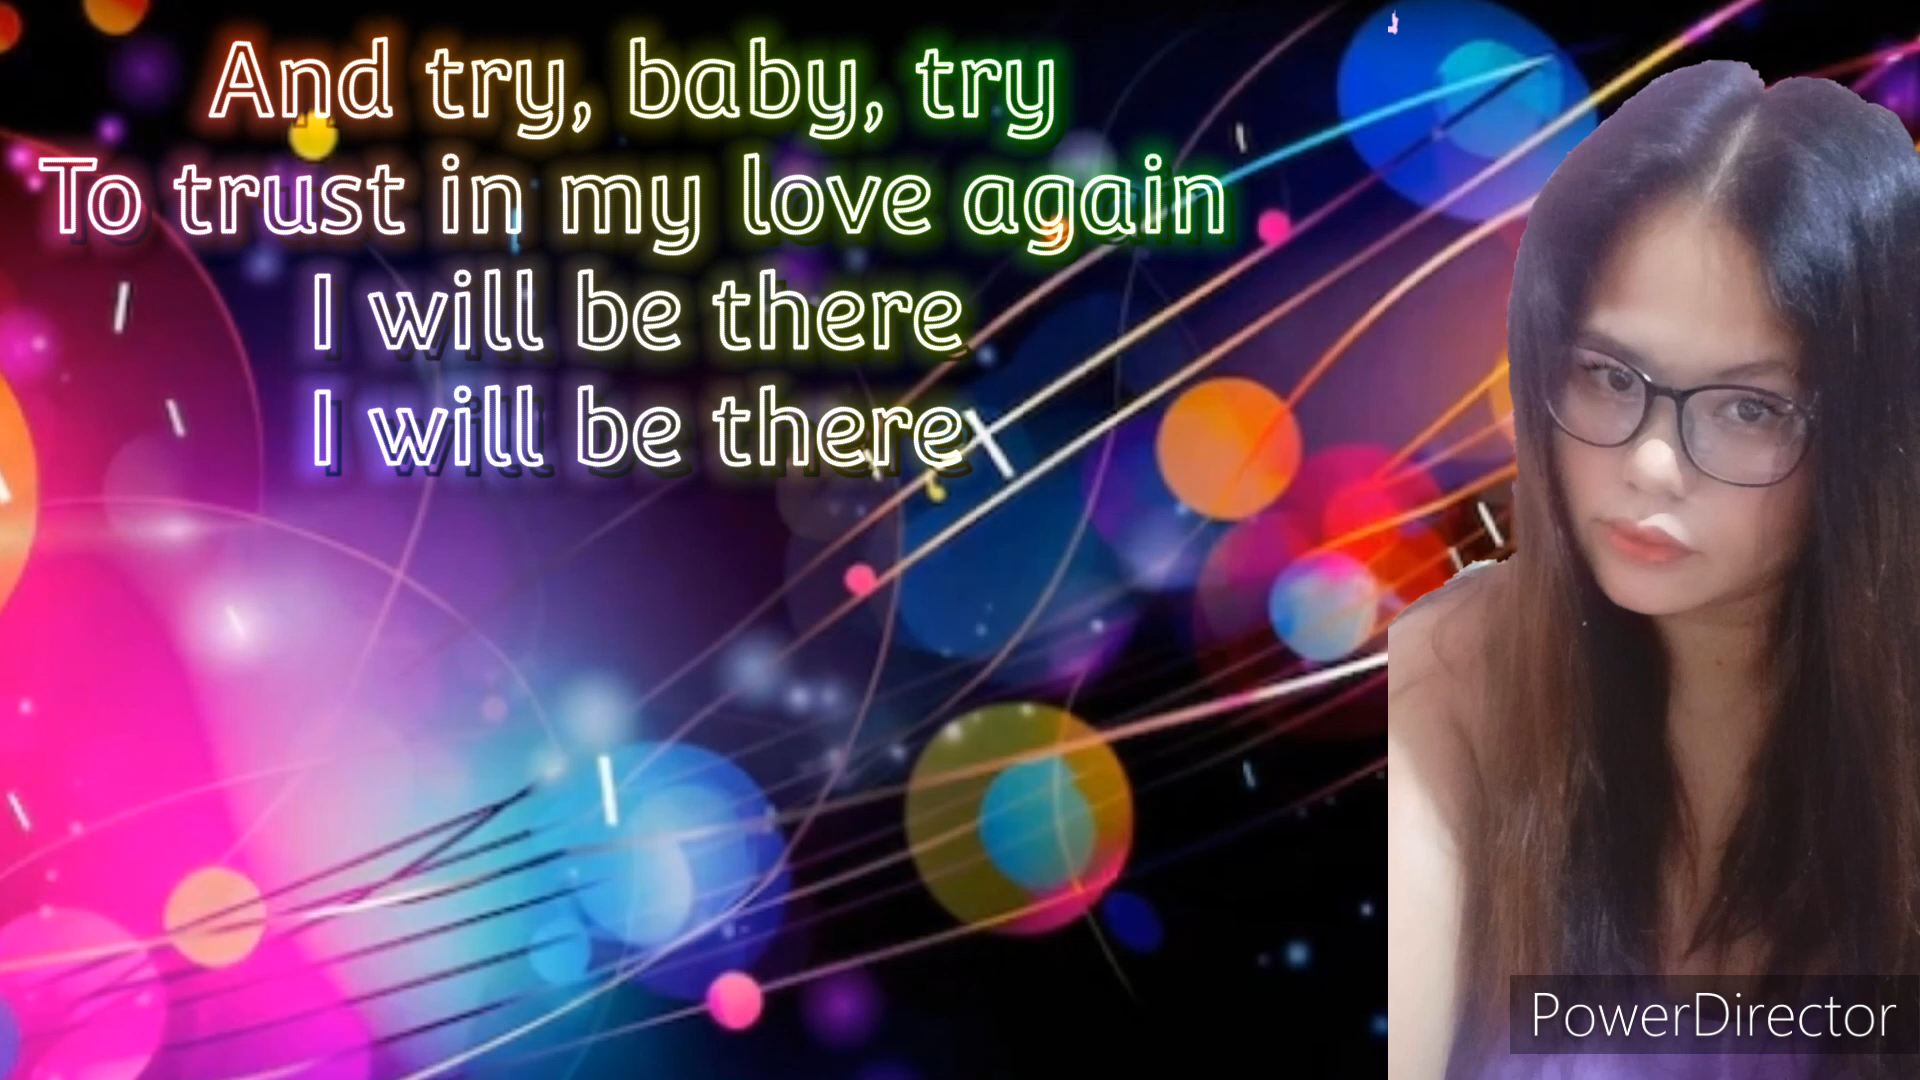 And try, baby, try
To trust in my love again
I will be there
I will be there
PowerDirector